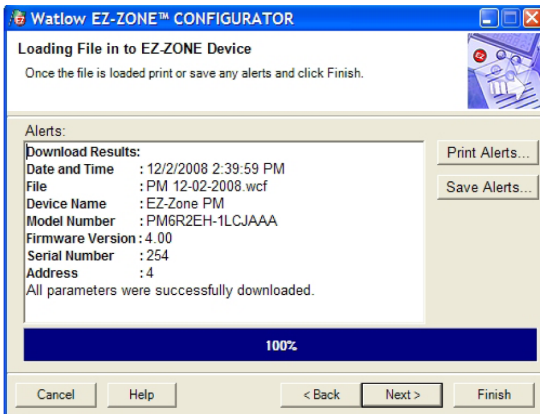 Watlow EZ-ZONE™ CONFIGURATOR
Loading File in to EZ-ZONE Device
Once the file is loaded print or save any alerts and click Finish.
Alerts:
Download Results:
Date and Time : 12/2/2008 2:39:59 PM
File : PM 12-02-2008.wcf
Device Name : EZ-Zone PM
Model Number : PM6R2EH-1LCJAAA
Firmware Version : 4.00
Serial Number : 254
Address : 4
All parameters were successfully downloaded.
Print Alerts...
Save Alerts...
100%
Cancel Help < Back Next > Finish